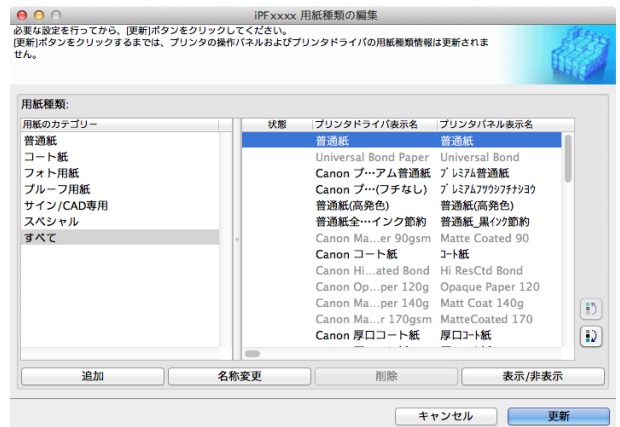 iPFxxxx 用紙種類の編集
必要な設定を行ってから、[更新]ボタンをクリックしてください。
[更新]ボタンをクリックするまでは、プリンタの操作パネルおよびプリンタドライバの用紙種類情報は更新されま
せん。
用紙種類:
用紙のカテゴリー
普通紙
コート紙
フォト用紙
プルーフ用紙
サイン/CAD専用
スペシャル
すべて
状態 プリンタドライバ表示名 プリンタパネル表示名
普通紙 普通紙
Universal Bond Paper Universal Bond
Canon プ…アム普通紙 プレミアム普通紙
Canon プ…(フチなし) プレミアムフツウシフチナシヨウ
普通紙(高発色) 普通紙(高発色)
普通紙全…インク節約 普通紙_黒インク節約
Canon Ma...er 90gsm Matte Coated 90
Canon コート紙 コート紙
Canon Hi...ated Bond Hi ResCtd Bond
Canon Op...per 120g Opaque Paper 120
Canon Ma...per 140g Matt Coat 140g
Canon Ma...r 170gsm MatteCoated 170
Canon 厚口コート紙 厚口コート紙
追加 名称変更 削除 表示/非表示
キャンセル 更新